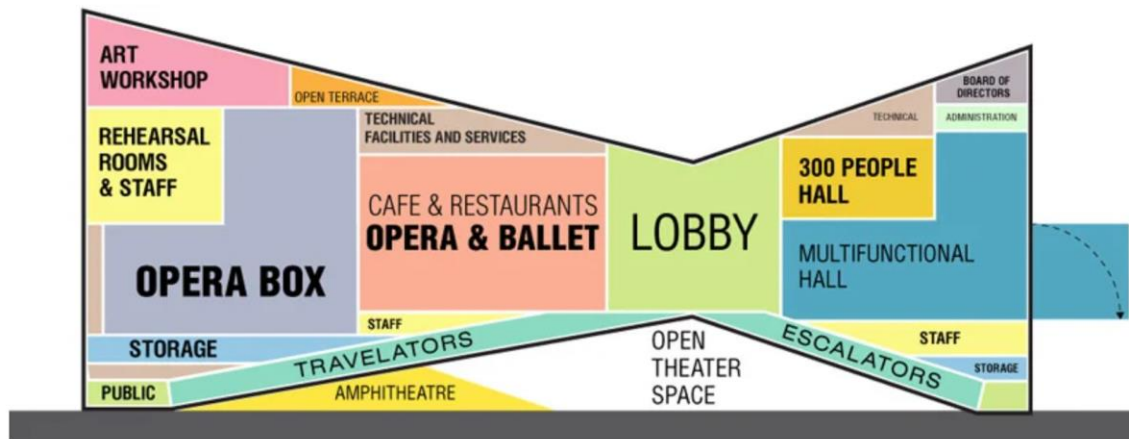 ART
WORKSHOP
OPEN TERRACE
REHEARSAL
ROOMS
& STAFF
TECHNICAL
FACILITIES AND SERVICES
CAFE & RESTAURANTS
OPERA & BALLET
OPERA BOX
STAFF
STORAGE
TRAVELATORS
PUBLIC
AMPHITHEATRE
LOBBY
OPEN
THEATER
SPACE
BOARD OF
DIRECTORS
TECHNICAL
ADMINISTRATION
300 PEOPLE
HALL
MULTIFUNCTIONAL
HALL
ESCALATORS
STAFF
STORAGE